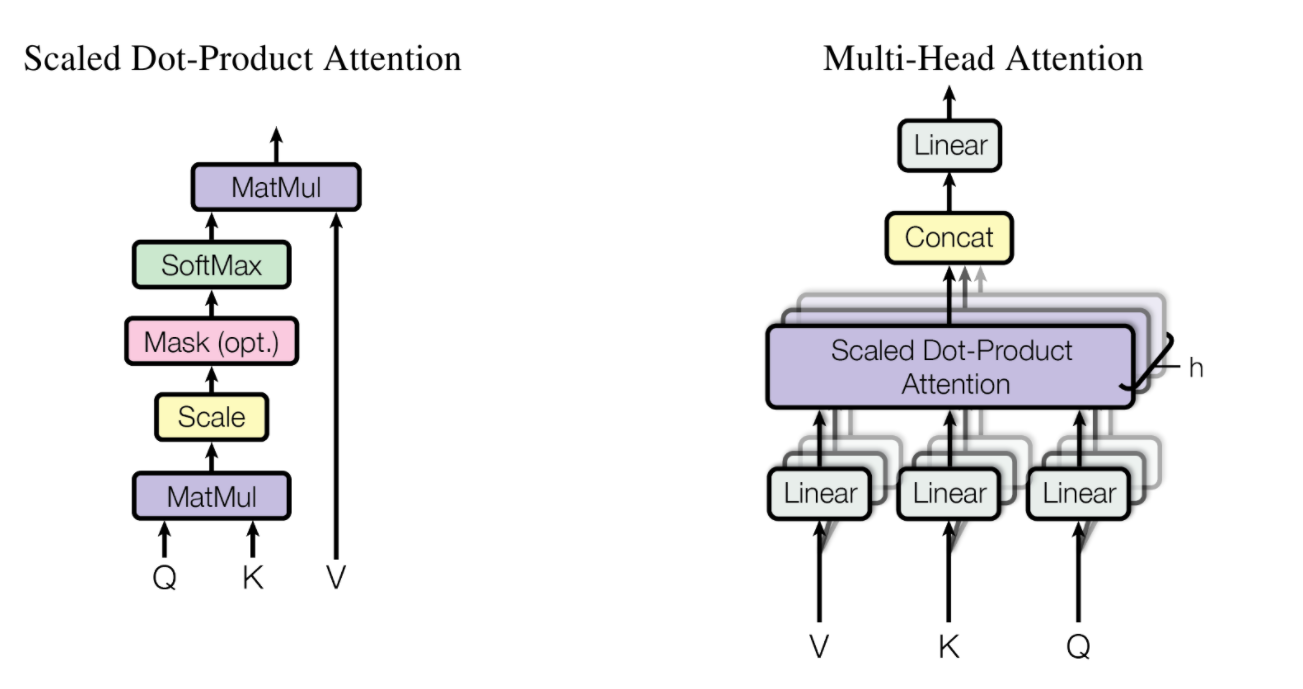 Scaled Dot-Product Attention
MatMul
SoftMax
Mask (opt.)
Scale
MatMul
Q K V
Multi-Head Attention
Linear
Concat
Scaled Dot-Product
Attention
h
Linear Linear Linear
V K Q